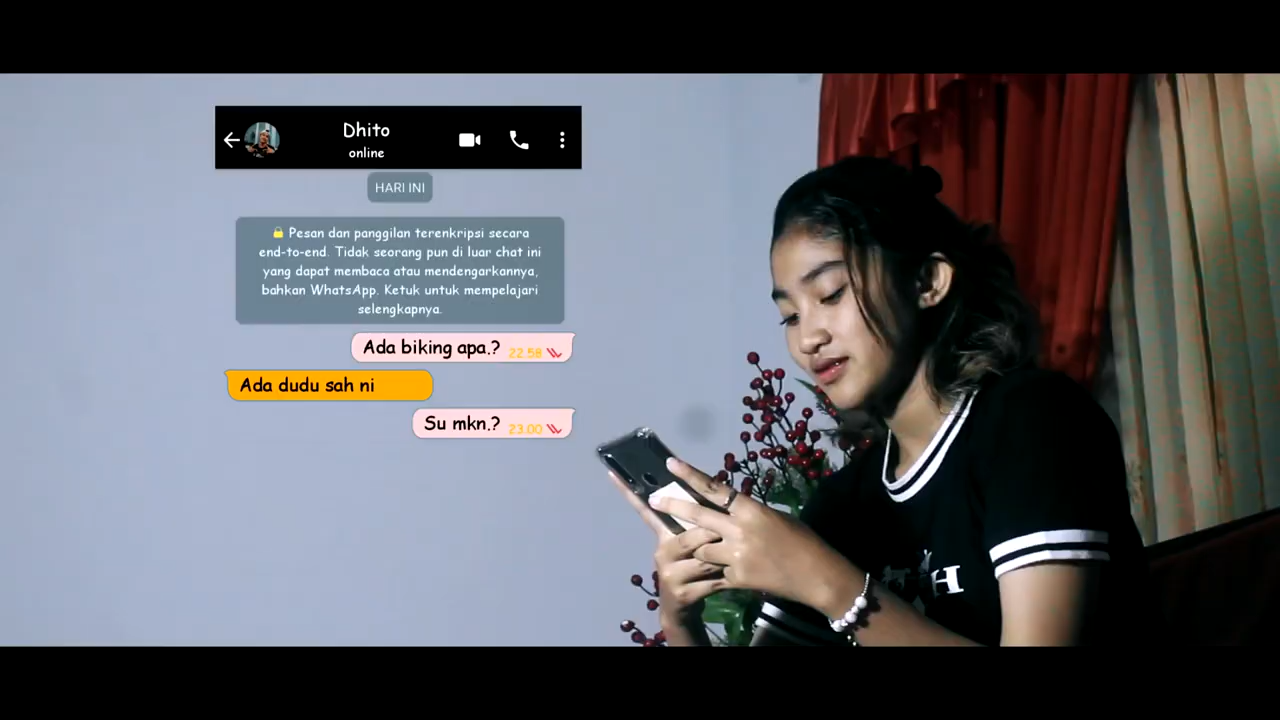 Dhito
online
HARI INI
🔒 Pesan dan panggilan terenkripsi secara
end-to-end. Tidak seorang pun di luar chat ini
yang dapat membaca atau mendengarkannya,
bahkan WhatsApp. Ketuk untuk mempelajari
selengkapnya.
Ada biking apa.? 22.58
Ada dudu sah ni
Su mkn.? 23.00